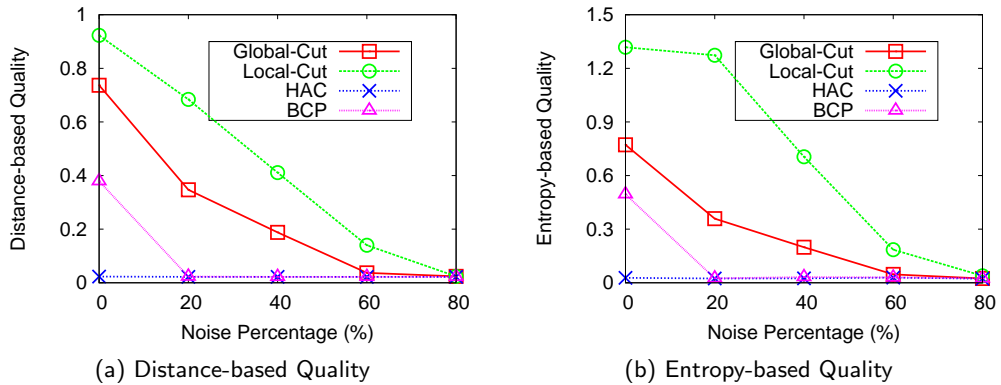 Distance-based Quality
1
0.8
0.6
0.4
0.2
0
Global-Cut
Local-Cut
HAC
BCP
0 20 40 60 80
Noise Percentage (%)
(a) Distance-based Quality
Entropy-based Quality
1.5
1.2
0.9
0.6
0.3
0
Global-Cut
Local-Cut
HAC
BCP
0 20 40 60 80
Noise Percentage (%)
(b) Entropy-based Quality